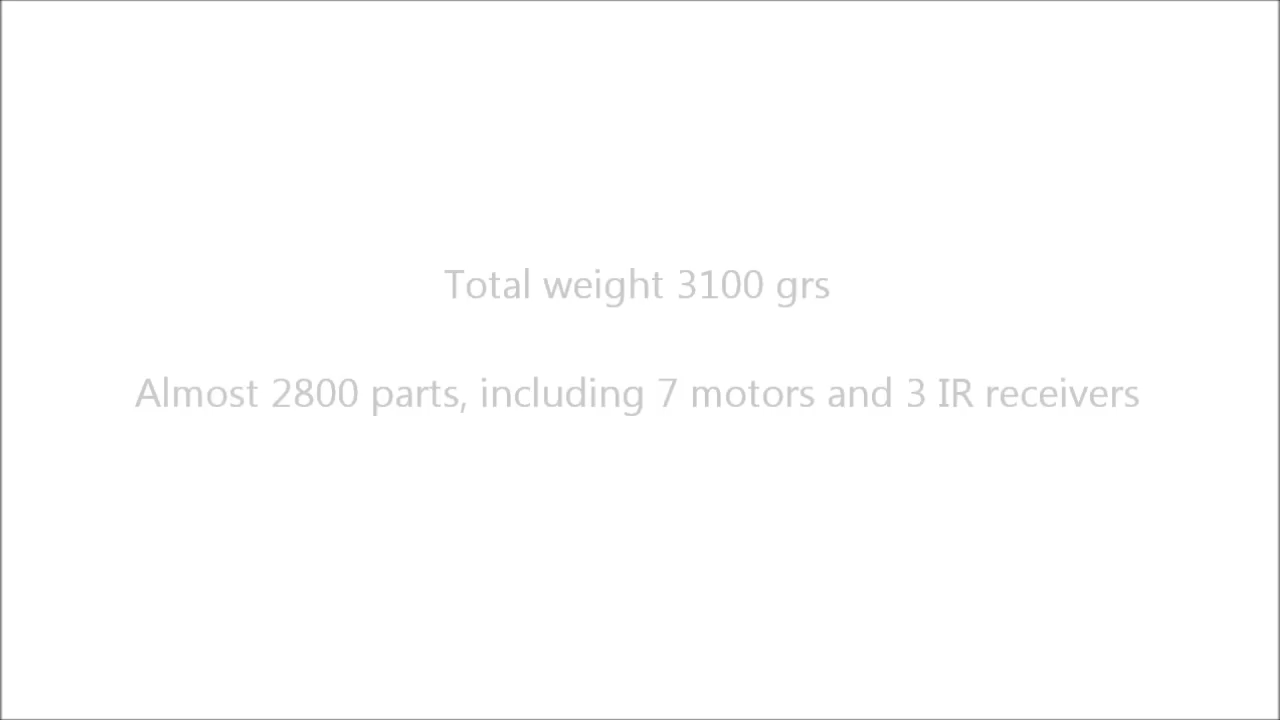 Total weight 3100 grs
Almost 2800 parts, including 7 motors and 3 IR receivers